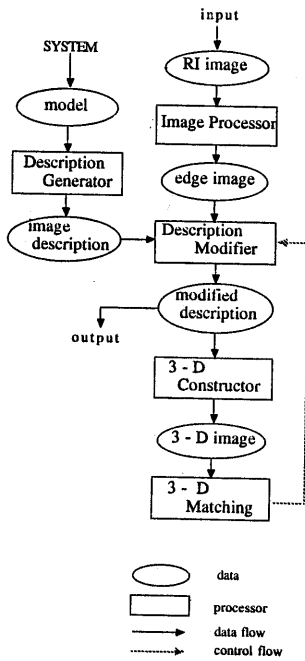 input
SYSTEM
RI image
model
Image Processor
Description
Generator
edge image
image
description
Description
Modifier
modified
description
output
3 - D
Constructor
3 - D image
3 - D
Matching
data
processor
data flow
control flow